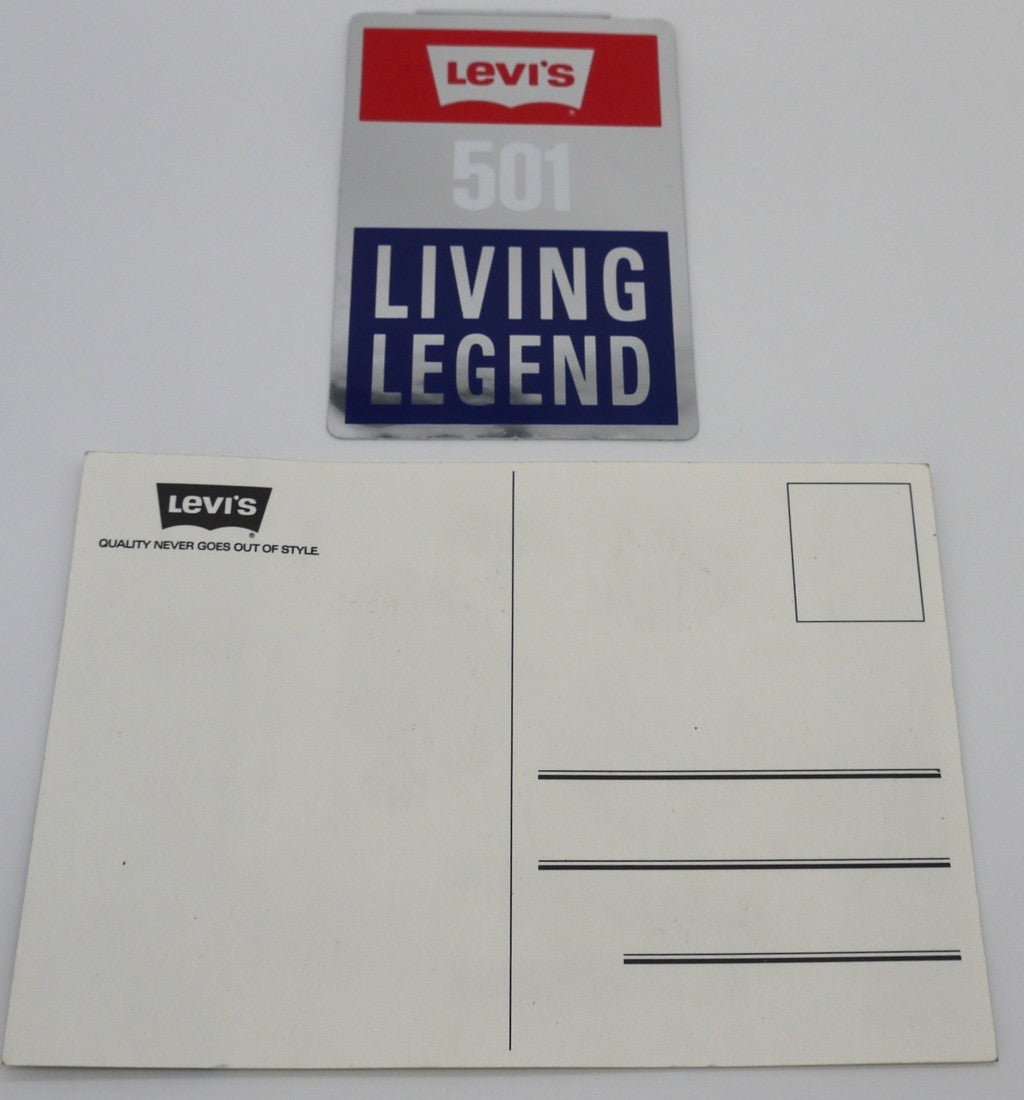 Levi's
501
LIVING
LEGEND
Levi's
®
QUALITY NEVER GOES OUT OF STYLE.